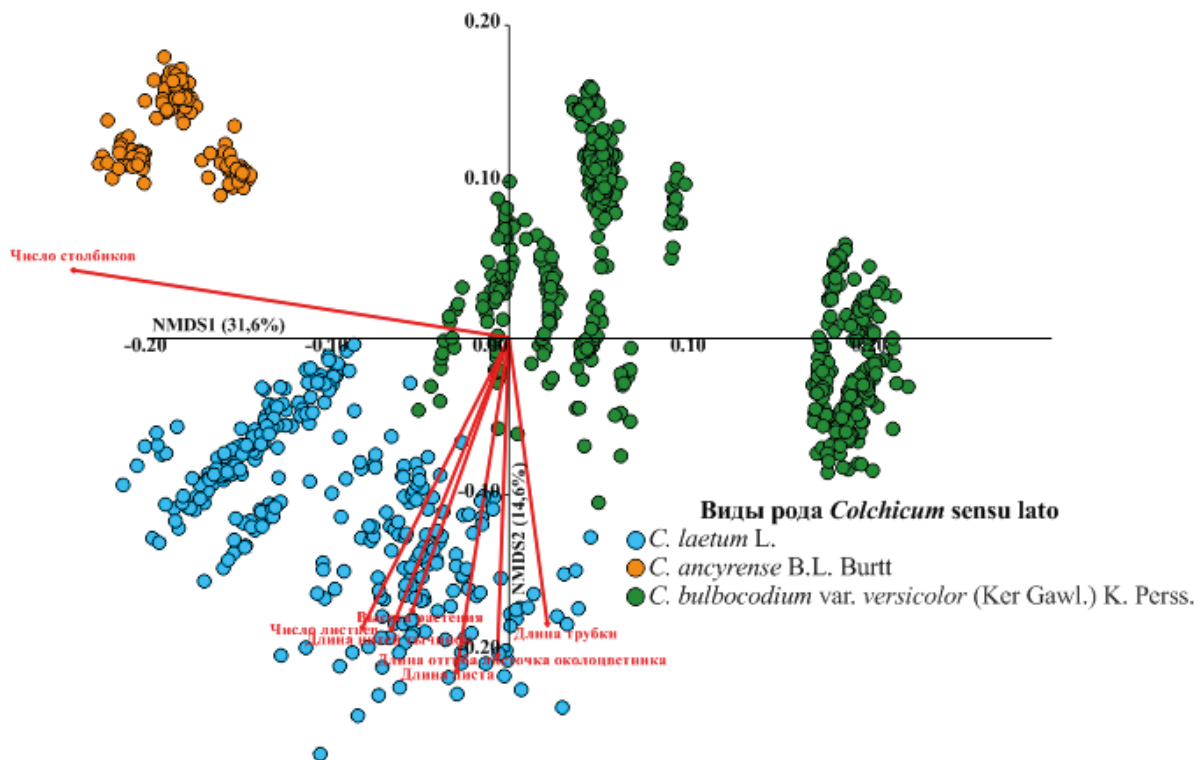 0.20
0.10
Число столбиков
NMDS1 (31,6%)
-0.20
-0.10
0.00
0.10
0.20
-0.10
NMDS2 (14,6%)
Виды рода Colchicum sensu lato
C. laetum L.
C. ancyrense B.L. Burtt
C. bulbocodium var. versicolor (Ker Gawl.) K. Perss.
растения
Число листьев
Длина трубки
Длина
-0.20
Длина отгиба листочка околоцветника
Длина листа